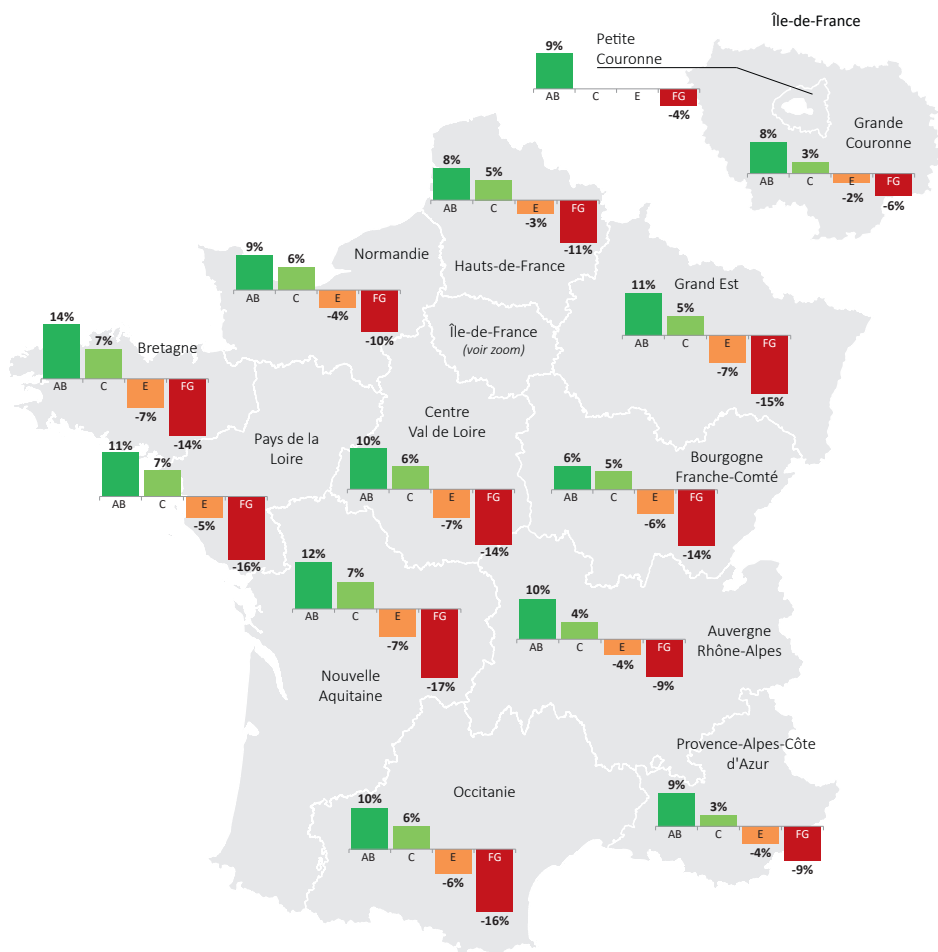 Île-de-France
Petite
Couronne
9%
AB
C
E
FG
-4%
Grande
Couronne
8%
3%
AB
C
E
FG
-2%
-6%
8%
5%
AB
C
E
FG
-3%
-11%
Hauts-de-France
Normandie
9%
6%
AB
C
E
FG
-4%
-10%
Grand Est
11%
5%
AB
C
E
FG
-7%
-15%
Île-de-France
(voir zoom)
14%
7%
Bretagne
AB
C
E
FG
-7%
-14%
Pays de la
Loire
11%
7%
AB
C
E
FG
-5%
-16%
Centre
Val de Loire
10%
6%
AB
C
E
FG
-7%
-14%
Bourgogne
Franche-Comté
6%
5%
AB
C
E
FG
-6%
-14%
12%
7%
AB
C
E
FG
-7%
-17%
Nouvelle
Aquitaine
10%
4%
AB
C
E
FG
-4%
-9%
Auvergne
Rhône-Alpes
Provence-Alpes-Côte
d'Azur
9%
3%
AB
C
E
FG
-4%
-9%
Occitanie
10%
6%
AB
C
E
FG
-6%
-16%